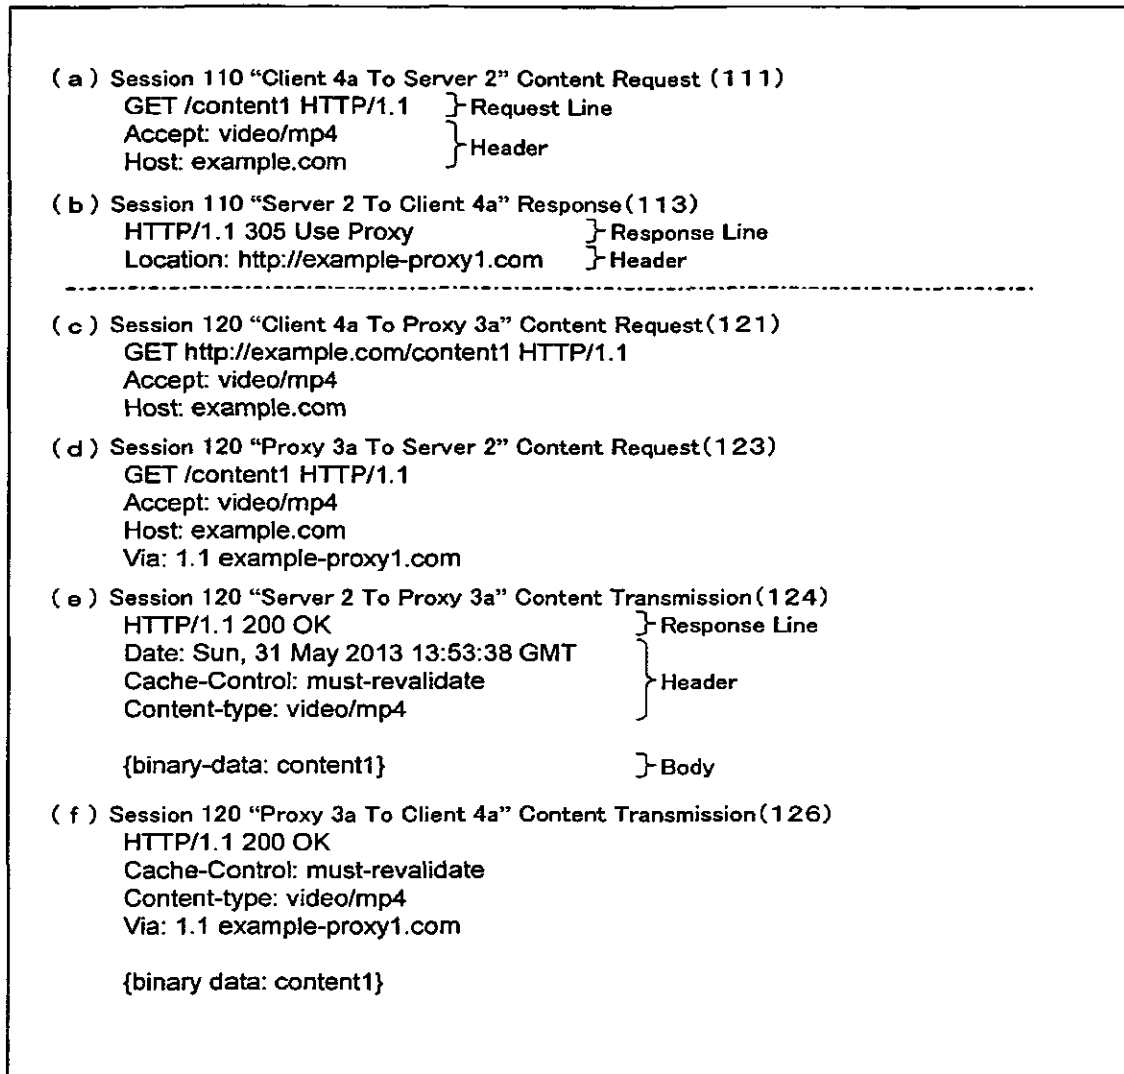 (a) Session 110 “Client 4a To Server 2” Content Request (111)
GET /content1 HTTP/1.1 Request Line
Accept: video/mp4
Header
Host: example.com
(b) Session 110 “Server 2 To Client 4a” Response(113)
HTTP/1.1 305 Use Proxy Response Line
Location: http://example-proxy1.com Header
(c) Session 120 “Client 4a To Proxy 3a” Content Request(121)
GET http://example.com/content1 HTTP/1.1
Accept: video/mp4
Host: example.com
(d) Session 120 “Proxy 3a To Server 2” Content Request(123)
GET /content1 HTTP/1.1
Accept: video/mp4
Host: example.com
Via: 1.1 example-proxy1.com
(e) Session 120 “Server 2 To Proxy 3a” Content Transmission(124)
HTTP/1.1 200 OK Response Line
Date: Sun, 31 May 2013 13:53:38 GMT
Cache-Control: must-revalidate Header
Content-type: video/mp4
{binary-data: content1} Body
(f) Session 120 “Proxy 3a To Client 4a” Content Transmission(126)
HTTP/1.1 200 OK
Cache-Control: must-revalidate
Content-type: video/mp4
Via: 1.1 example-proxy1.com
{binary data: content1}